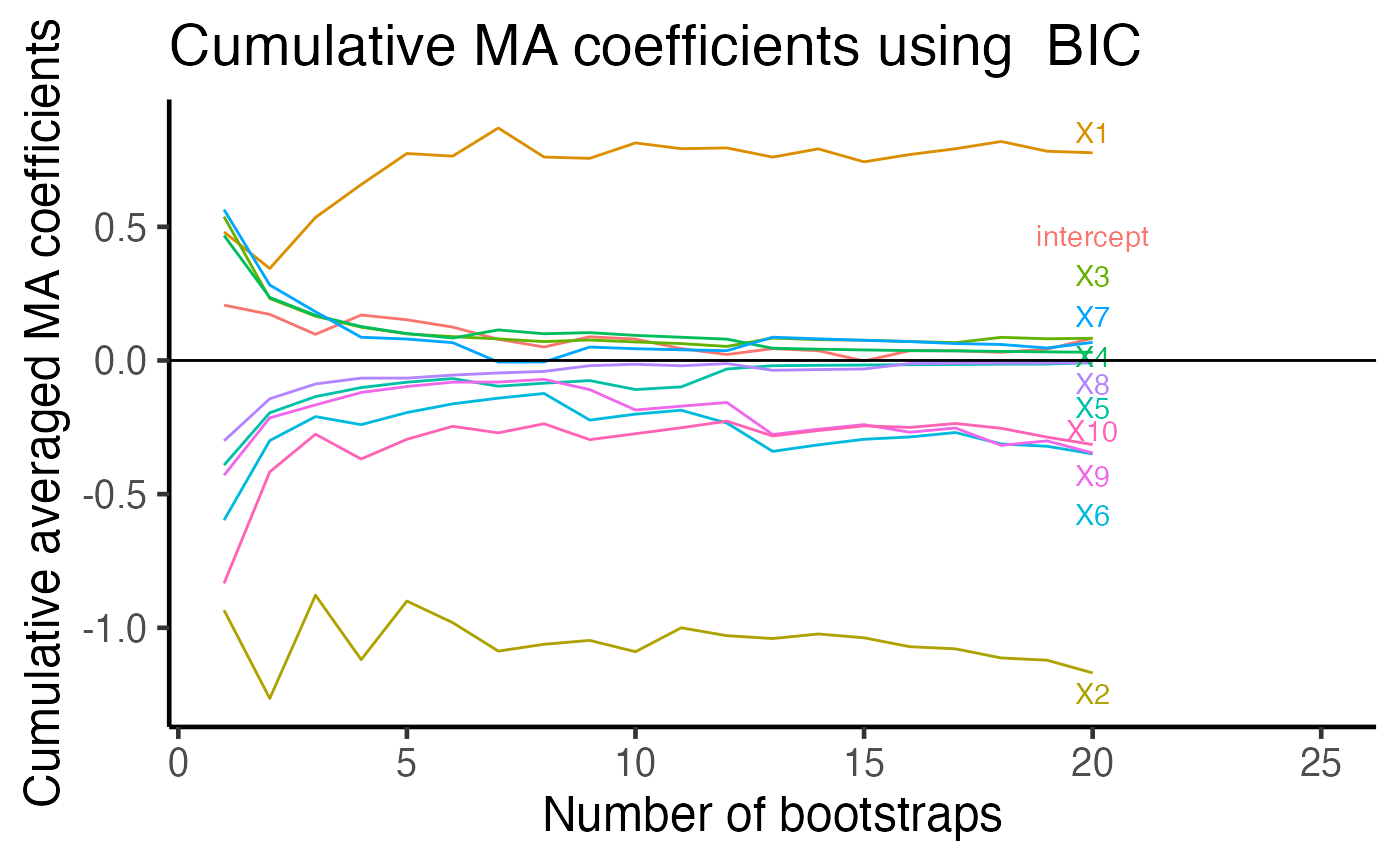 Cumulative MA coefficients using  BIC
Cumulative averaged MA coefficients
0.5
0.0
-0.5
-1.0
X1
intercept
X3
X7
X4
X8
X5
X10
X9
X6
X2
0 5 10 15 20 25
Number of bootstraps